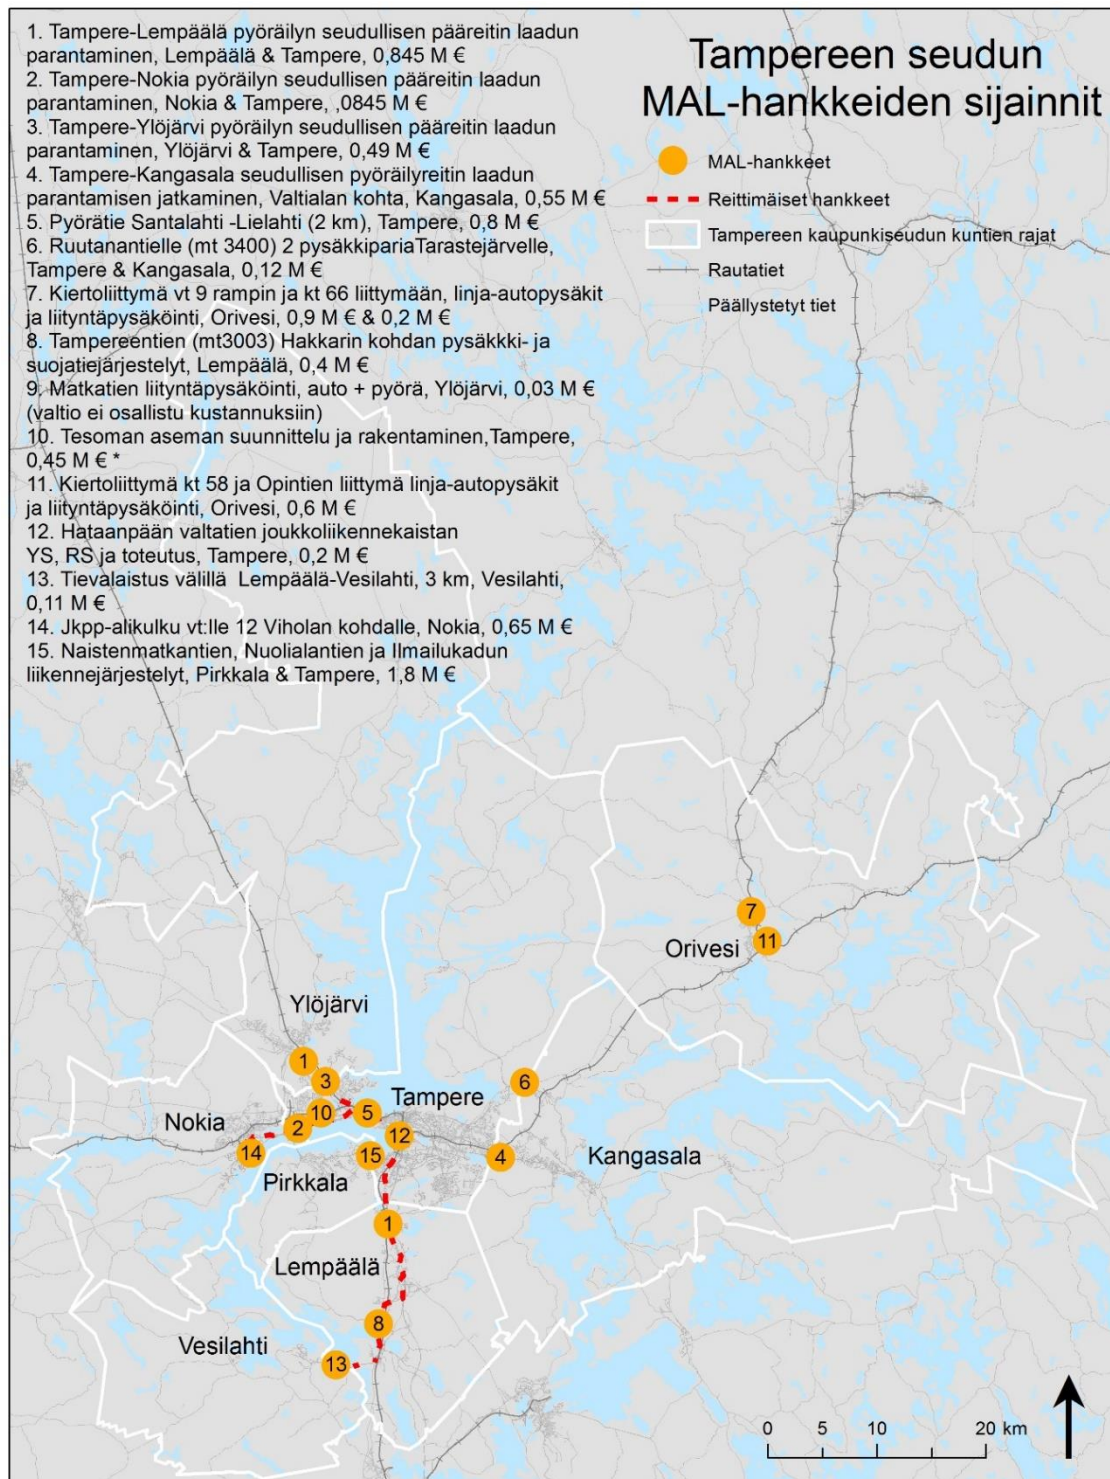 1. Tampere-Lempäälä pyöräilyn seudullisen pääreitin laadun
parantaminen, Lempäälä & Tampere, 0,845 M €
2. Tampere-Nokia pyöräilyn seudullisen pääreitin laadun
parantaminen, Nokia & Tampere, ,0845 M €
3. Tampere-Ylöjärvi pyöräilyn seudullisen pääreitin laadun
parantaminen, Ylöjärvi & Tampere, 0,49 M €
4. Tampere-Kangasala seudullisen pyöräilyreitin laadun
parantamisen jatkaminen, Valtialan kohta, Kangasala, 0,55 M €
5. Pyörätie Santalahti -Lielahti (2 km), Tampere, 0,8 M €
6. Ruutanantielle (mt 3400) 2 pysäkkipariaTarastejärvelle,
Tampere & Kangasala, 0,12 M €
7. Kiertoliittymä vt 9 rampin ja kt 66 liittymään, linja-autopysäkit
ja liityntäpysäköinti, Orivesi, 0,9 M € & 0,2 M €
8. Tampereentien (mt3003) Hakkarin kohdan pysäkkki- ja
suojatiejärjestelyt, Lempäälä, 0,4 M €
9. Matkatien liityntäpysäköinti, auto + pyörä, Ylöjärvi, 0,03 M €
(valtio ei osallistu kustannuksiin)
10. Tesoman aseman suunnittelu ja rakentaminen,Tampere,
0,45 M € *
11. Kiertoliittymä kt 58 ja Opintien liittymä linja-autopysäkit
ja liityntäpysäköinti, Orivesi, 0,6 M €
12. Hataanpään valtatien joukkoliikennekaistan
YS, RS ja toteutus, Tampere, 0,2 M €
13. Tievalaistus välillä Lempäälä-Vesilahti, 3 km, Vesilahti,
0,11 M €
14. Jkpp-alikulku vt:lle 12 Viholan kohdalle, Nokia, 0,65 M €
15. Naistenmatkantien, Nuolialantien ja Ilmailukadun
liikennejärjestelyt, Pirkkala & Tampere, 1,8 M €
Tampereen seudun
MAL-hankkeiden sijainnit
MAL-hankkeet
Reittimäiset hankkeet
Tampereen kaupunkiseudun kuntien rajat
Rautatiet
Päällystetyt tiet
7
Orivesi
11
Ylöjärvi
1
3
6
Tampere
10
5
Nokia
2
12
14
15
4
Kangasala
Pirkkala
1
Lempäälä
8
Vesilahti
13
0 5 10 20 km